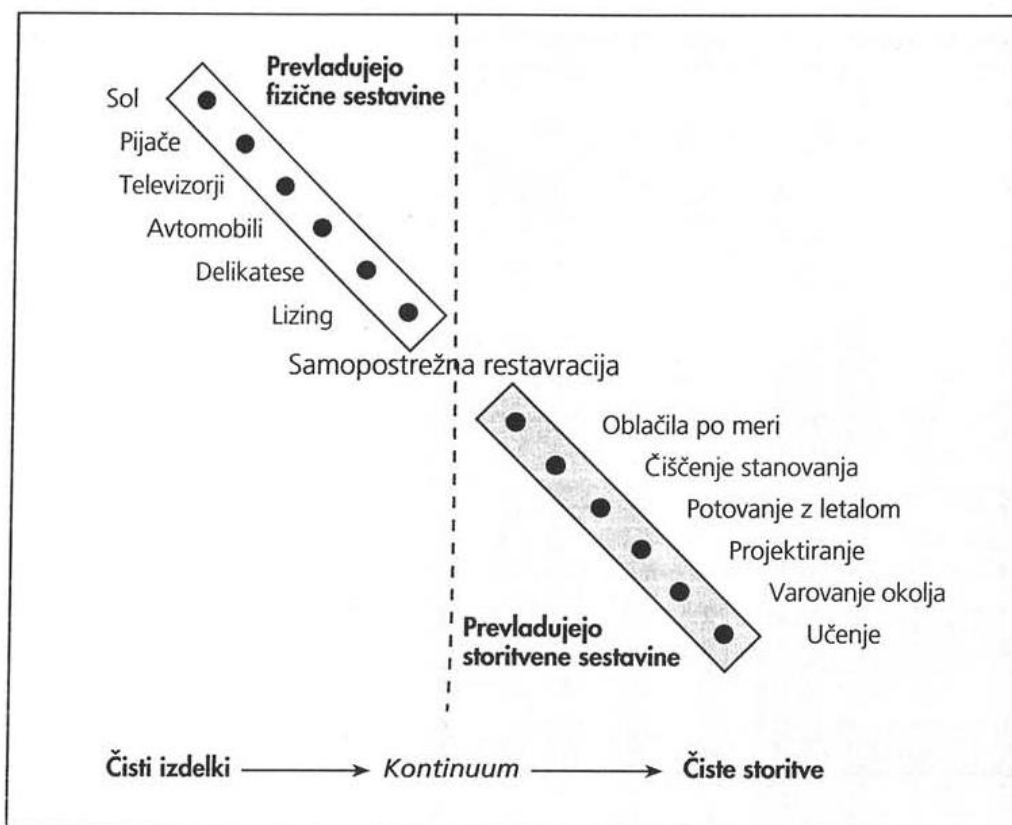 Prevladujejo
fizične sestavine
Sol
Pijače
Televizorji
Avtomobili
Delikatese
Lizing
Samopostrežna restavracija
Oblačila po meri
Čiščenje stanovanja
Potovanje z letalom
Projektiranje
Varovanje okolja
Učenje
Prevladujejo
storitvene sestavine
Čisti izdelki Kontinuum Čiste storitve